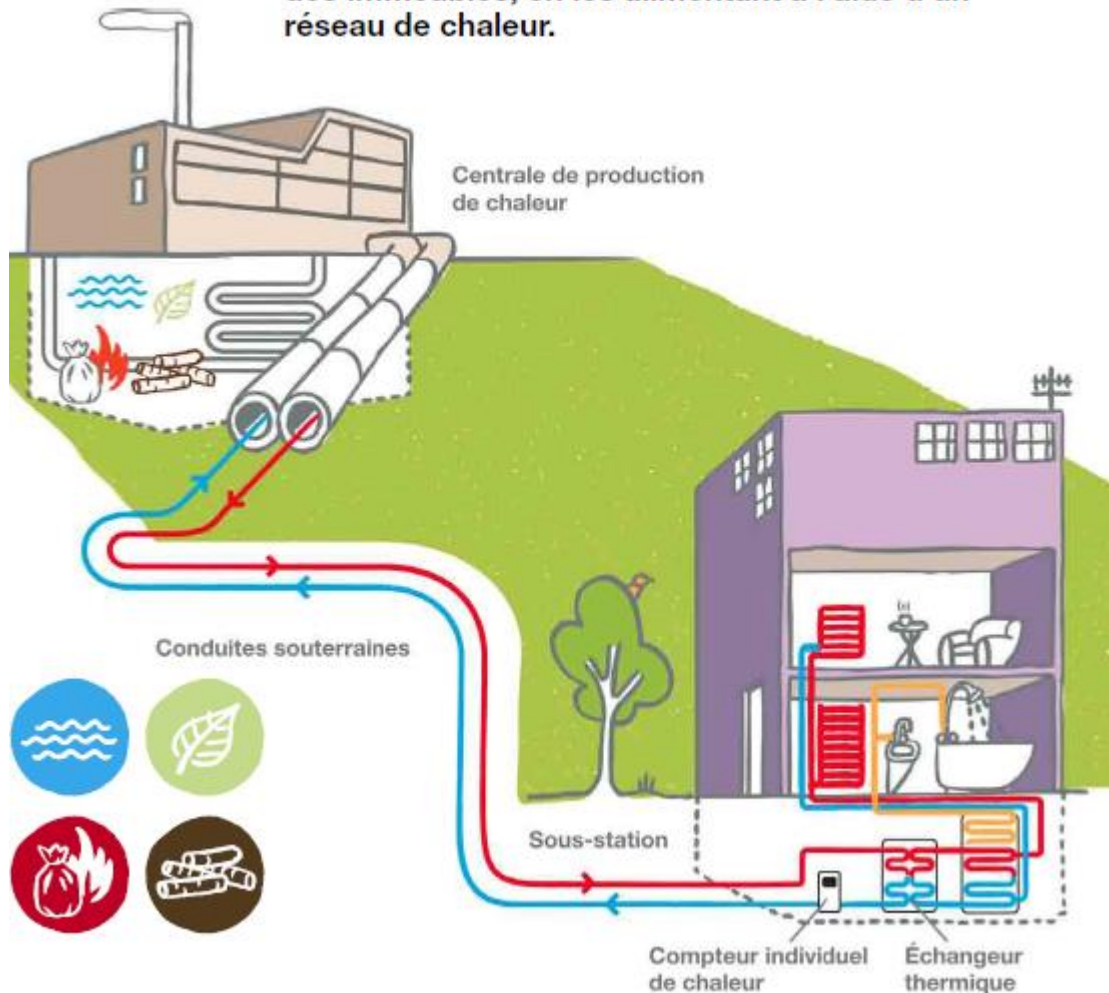 réseau de chaleur.
Centrale de production
de chaleur
Conduites souterraines
Sous-station
Compteur individuel
de chaleur
Échangeur
thermique